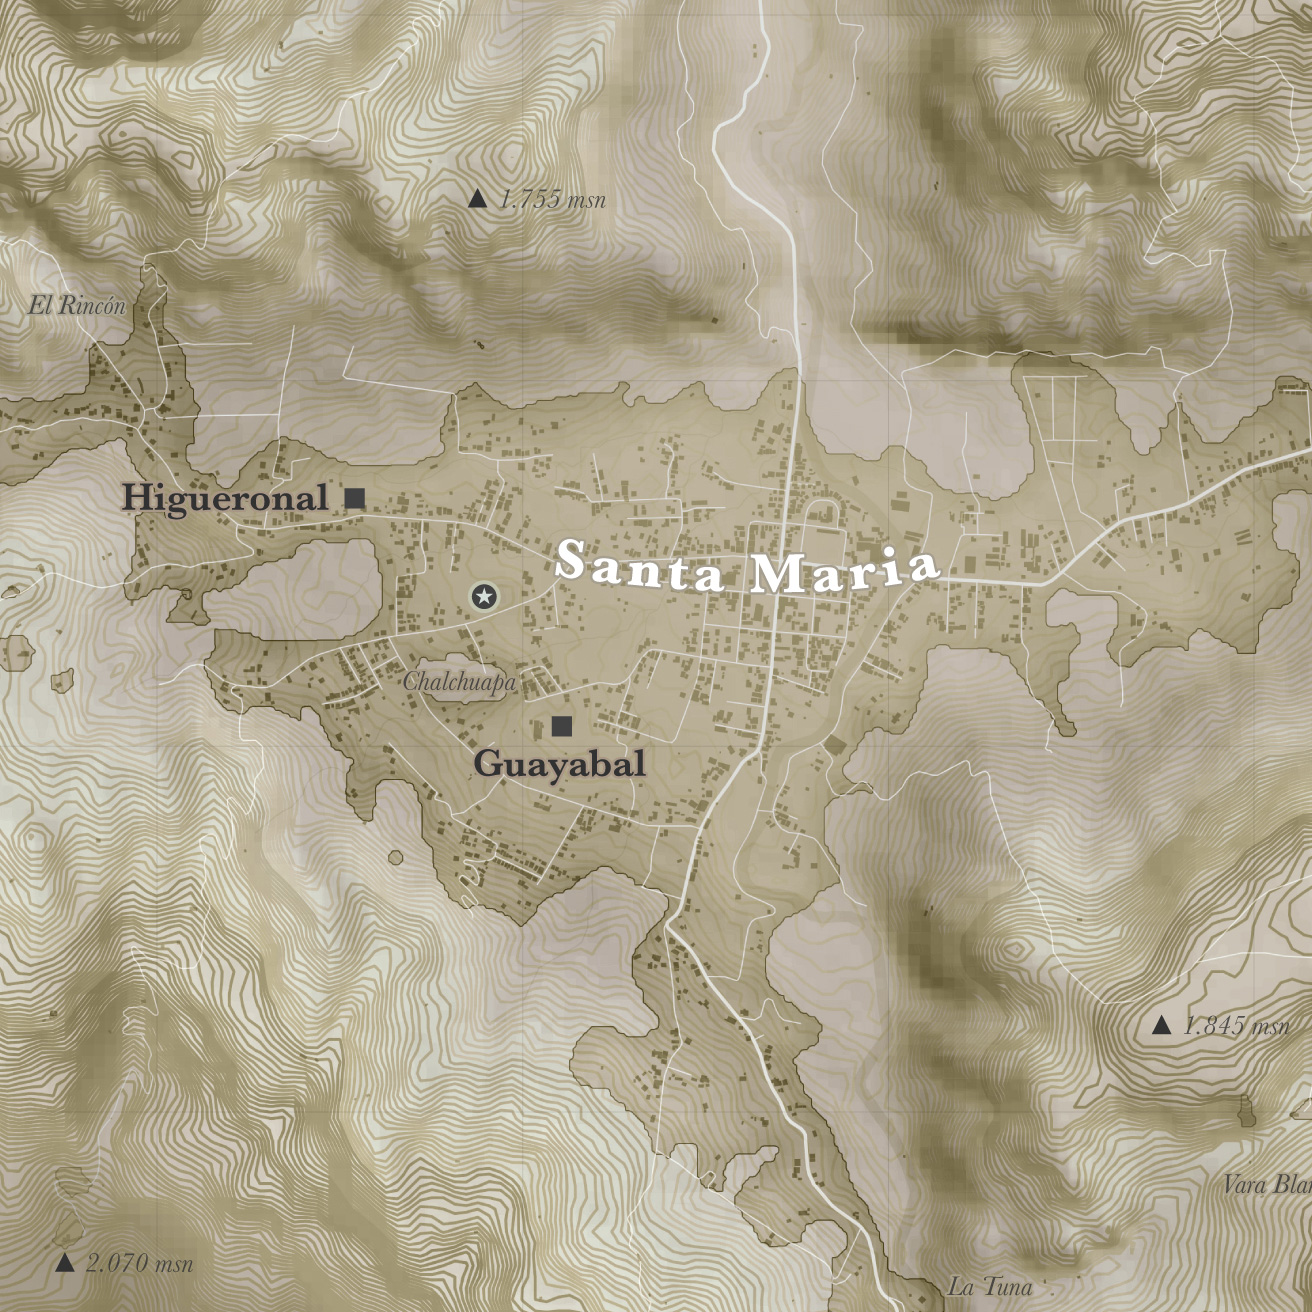 1.755 msn
El Rincón
Higueronal
Santa Maria
Chalchuapa
Guayabal
1.845 msn
Vara Blan
2.070 msn
La Tuna